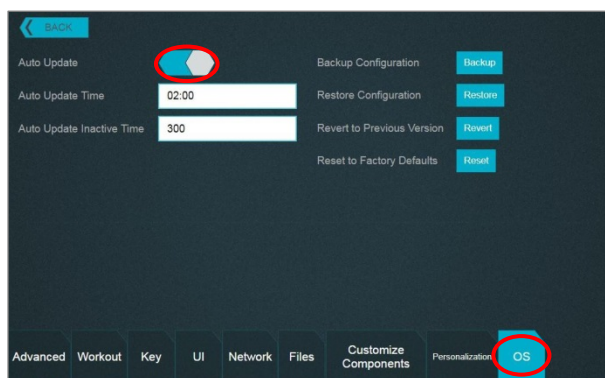 BACK
Auto Update
Backup Configuration
Backup
Auto Update Time
02:00
Restore Configuration
Restore
Auto Update Inactive Time
300
Revert to Previous Version
Revert
Reset to Factory Defaults
Reset
Advanced
Workout
Key
UI
Network
Files
Customize
Components
Personalization
OS